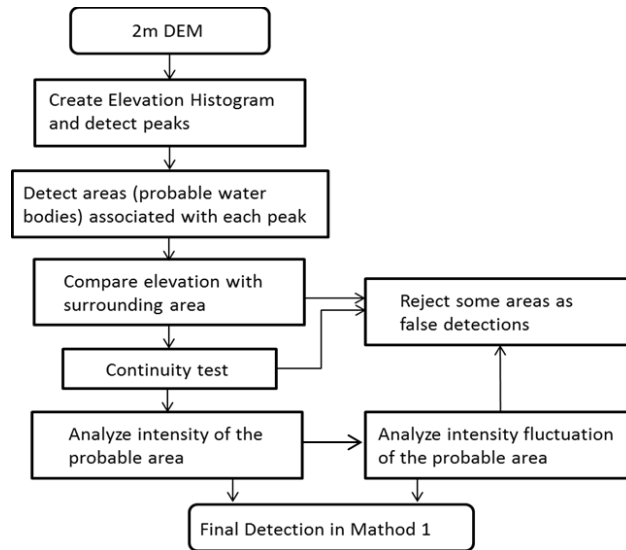 2m DEM
Create Elevation Histogram
and detect peaks
Detect areas (probable water
bodies) associated with each peak
Compare elevation with
surrounding area
Reject some areas as
false detections
Continuity test
Analyze intensity of the
probable area
Analyze intensity fluctuation
of the probable area
Final Detection in Mathod 1